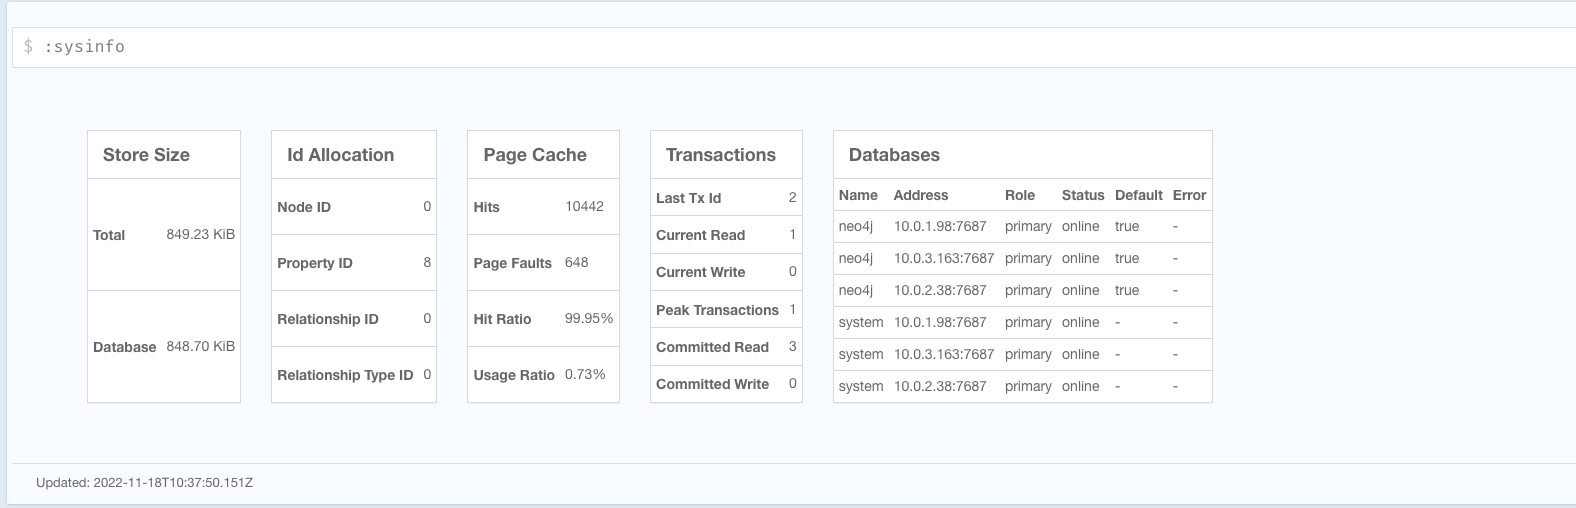 $ :sysinfo
Store Size
Total 849.23 KiB
Database 848.70 KiB
Id Allocation
Node ID 0
Property ID 8
Relationship ID 0
Relationship Type ID 0
Page Cache
Hits 10442
Page Faults 648
Hit Ratio 99.95%
Usage Ratio 0.73%
Transactions
Last Tx Id 2
Current Read 1
Current Write 0
Peak Transactions 1
Committed Read 3
Committed Write 0
Databases
Name Address Role Status Default Error
neo4j 10.0.1.98:7687 primary online true -
neo4j 10.0.3.163:7687 primary online true -
neo4j 10.0.2.38:7687 primary online true -
system 10.0.1.98:7687 primary online - -
system 10.0.3.163:7687 primary online - -
system 10.0.2.38:7687 primary online - -
Updated: 2022-11-18T10:37:50.151Z